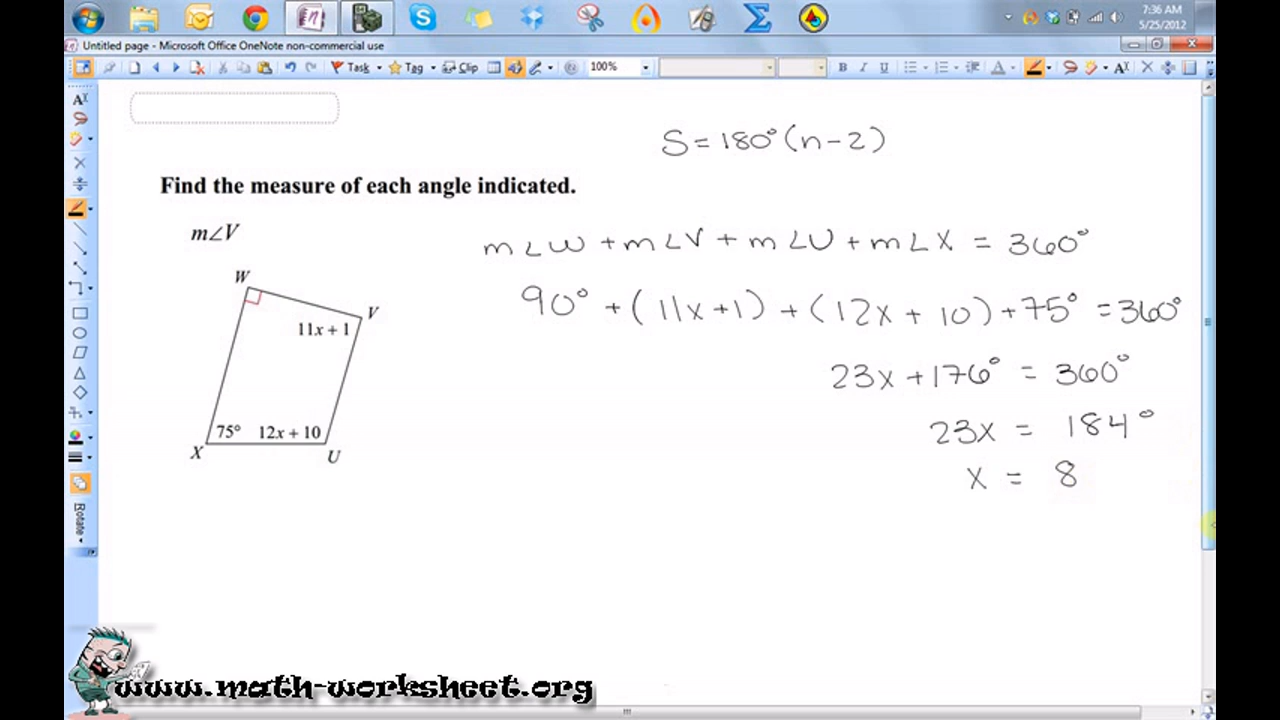 7:36 AM
5/25/2012
Untitled page - Microsoft Office OneNote non-commercial use
Task Tag Clip 100% B I U
S = 180° (n - 2)
Find the measure of each angle indicated.
m∠V
m∠W + m∠V + m∠U + m∠X = 360°
90° + (11x + 1) + (12x + 10) + 75° = 360°
23x + 176° = 360°
23x = 184°
x = 8
W
V
11x + 1
75° 12x + 10
X
U
Rotate
www.math-worksheet.org